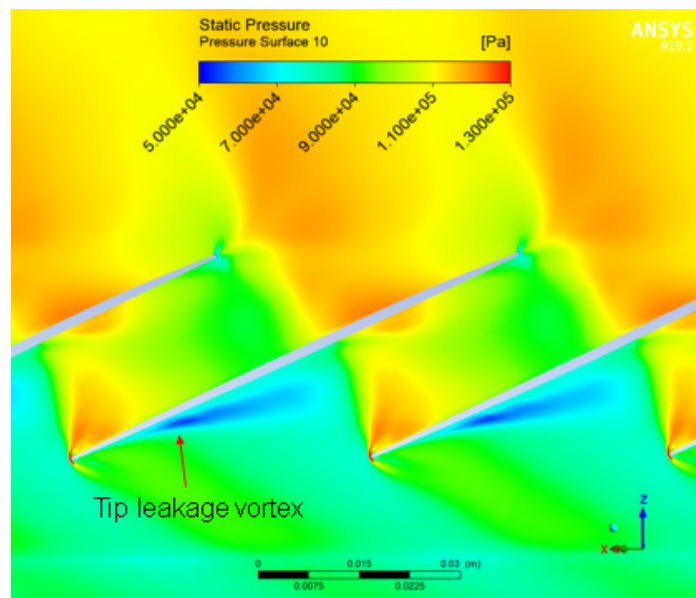 Static Pressure
Pressure Surface 10
[Pa]
ANSYS
R19.2
5.000e+04
7.000e+04
9.000e+04
1.100e+05
1.300e+05
Tip leakage vortex
Z
X
0 0.015 0.03 (m)
0.0075 0.0225